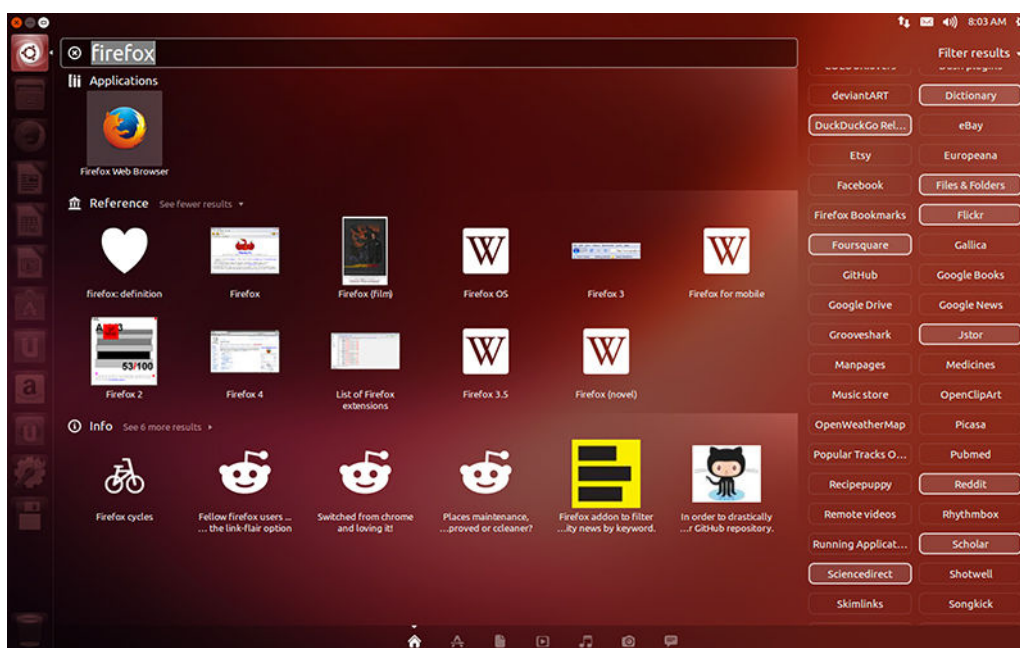 8:03 AM
firefox
Filter results
Applications
Firefox Web Browser
Reference See fewer results
firefox: definition
Firefox
Firefox (film)
Firefox OS
Firefox 3
Firefox for mobile
53/100
Firefox 2
Firefox 4
List of Firefox
extensions
Firefox 3.5
Firefox (novel)
Info See 6 more results
Firefox cycles
Fellow firefox users ...
... the link-flair option
Switched from chrome
and loving it!
Places maintenance,
...proved or ccleaner?
Firefox addon to filter
...ity news by keyword.
In order to drastically
...r GitHub repository.
deviantART
Dictionary
DuckDuckGo Rel...
eBay
Etsy
Europeana
Facebook
Files & Folders
Firefox Bookmarks
Flickr
Foursquare
Gallica
GitHub
Google Books
Google Drive
Google News
Grooveshark
Jstor
Manpages
Medicines
Music store
OpenClipArt
OpenWeatherMap
Picasa
Popular Tracks O...
Pubmed
Recipepuppy
Reddit
Remote videos
Rhythmbox
Running Applicat...
Scholar
Sciencedirect
Shotwell
Skimlinks
Songkick